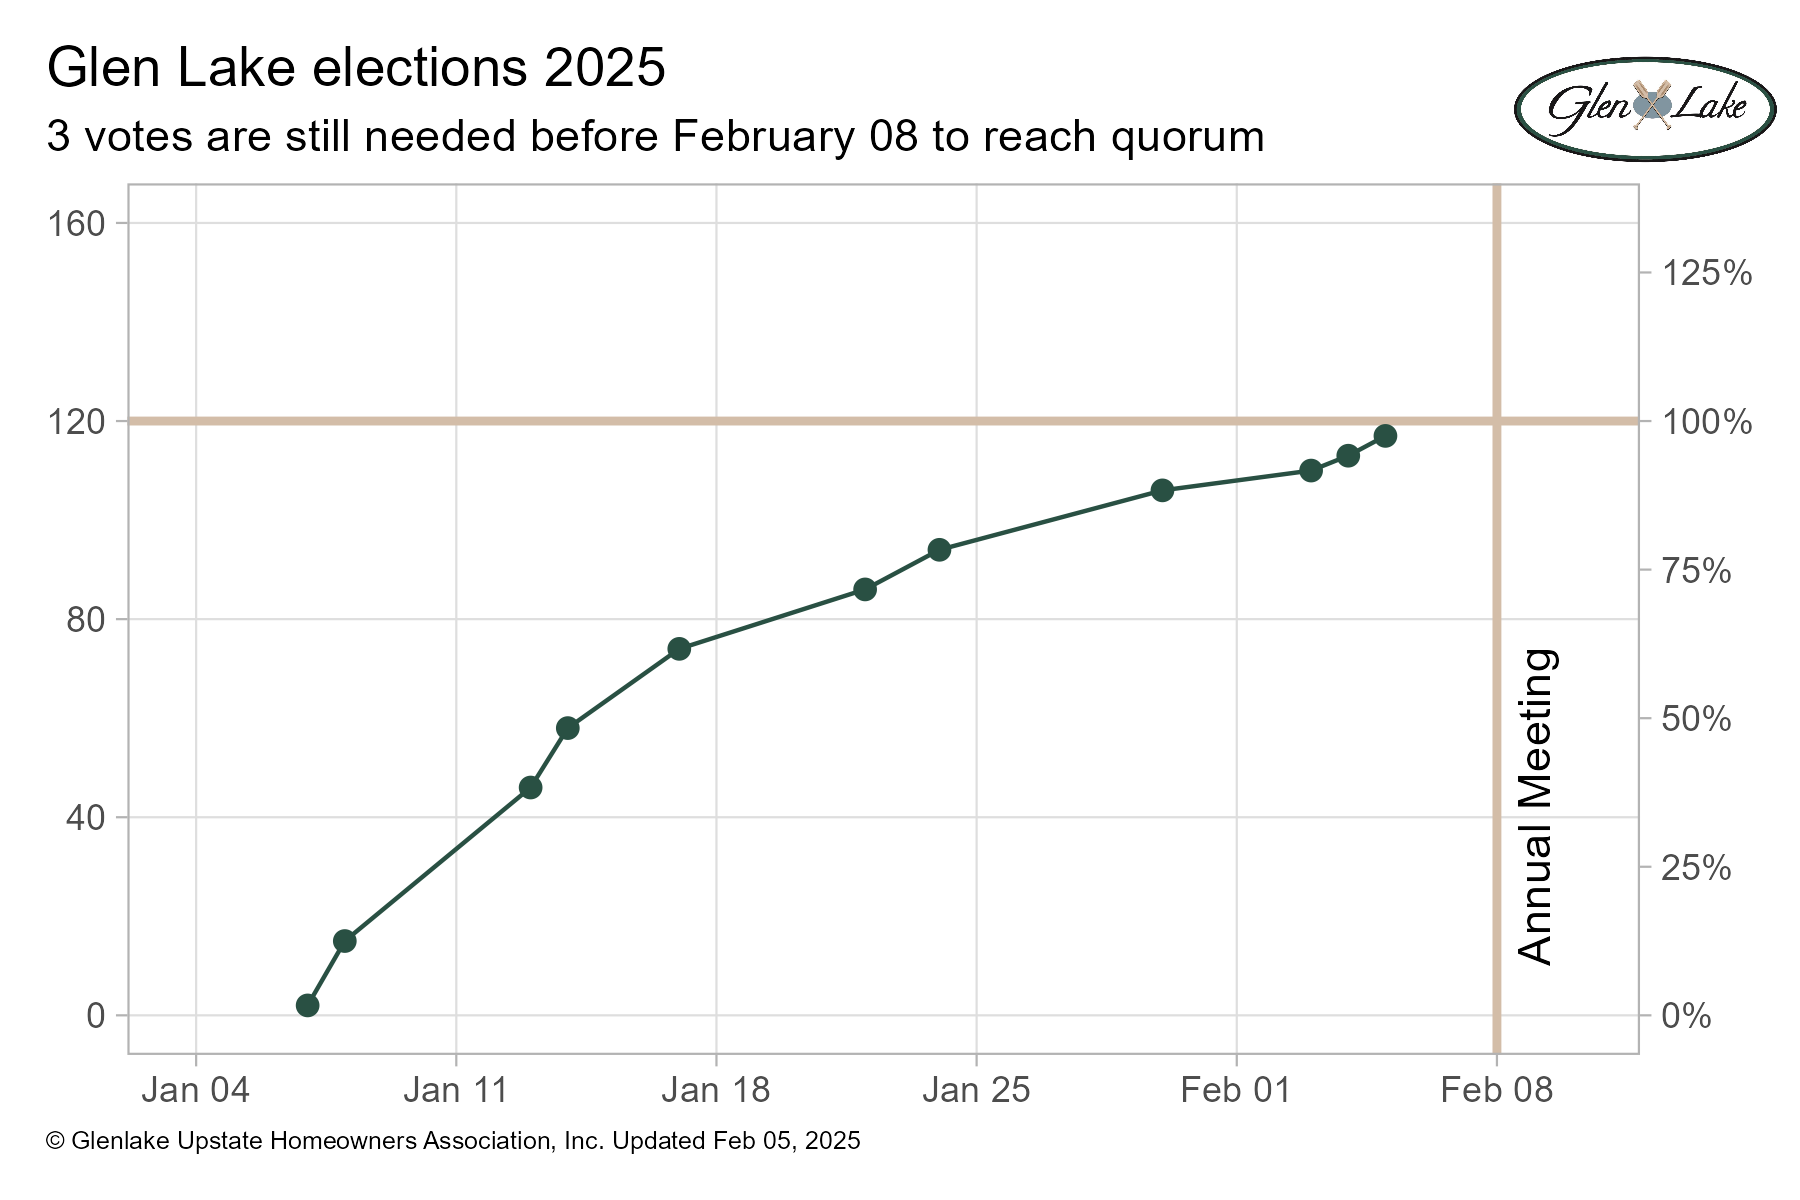 Glen Lake elections 2025
Glen Lake
3 votes are still needed before February 08 to reach quorum
160
125%
120
100%
75%
80
50%
40
25%
0
0%
Annual Meeting
Jan 04
Jan 11
Jan 18
Jan 25
Feb 01
Feb 08
© Glenlake Upstate Homeowners Association, Inc. Updated Feb 05, 2025